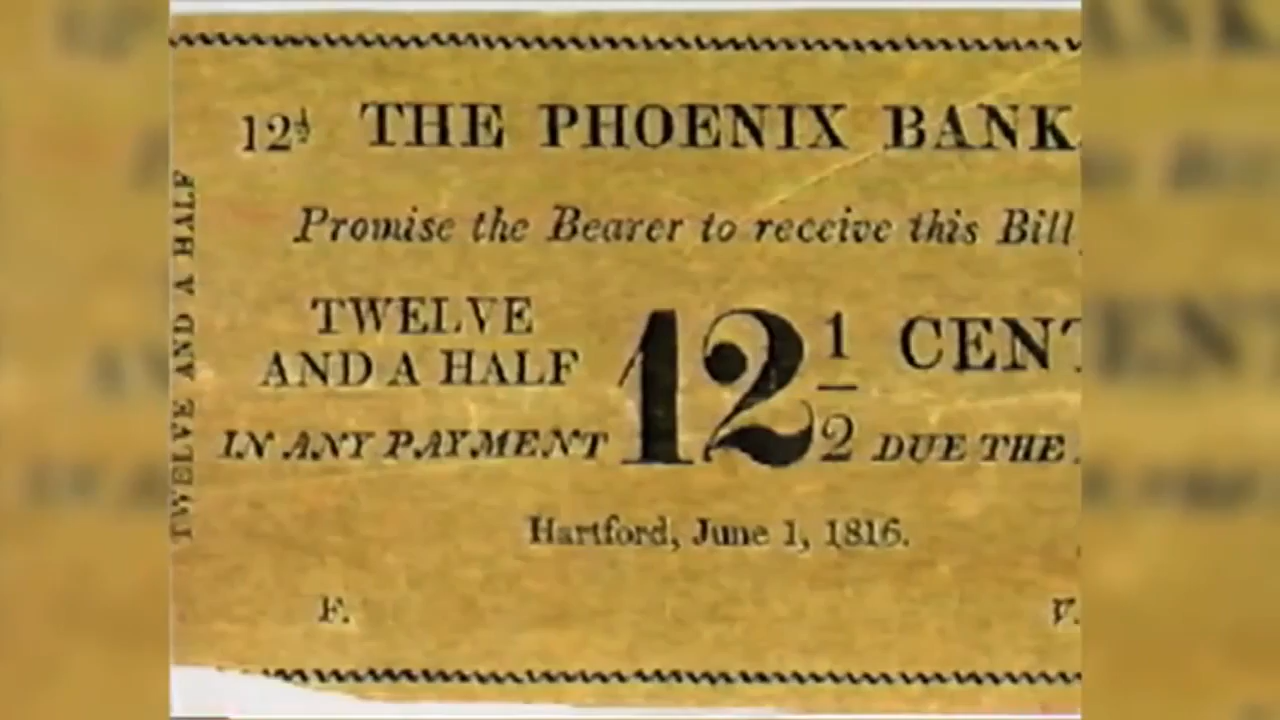 12½ THE PHOENIX BANK
Promise the Bearer to receive this Bill
TWELVE AND A HALF
TWELVE
AND A HALF
12½ CENT
IN ANY PAYMENT
DUE THE
Hartford, June 1, 1816.
F.
V.